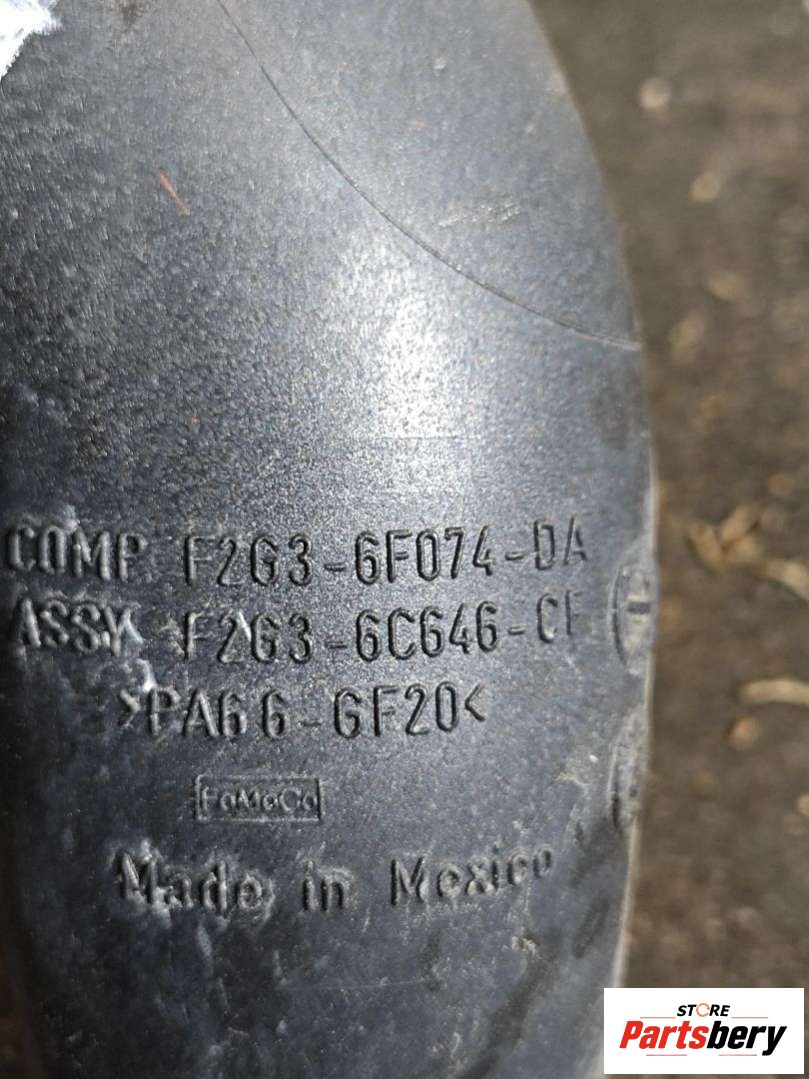 COMP F2G3-6F074-DA
ASSY F2G3-6C646-CF
>PA66-GF20<
FoMoCo
Made in Mexico
STORE
Partsbery